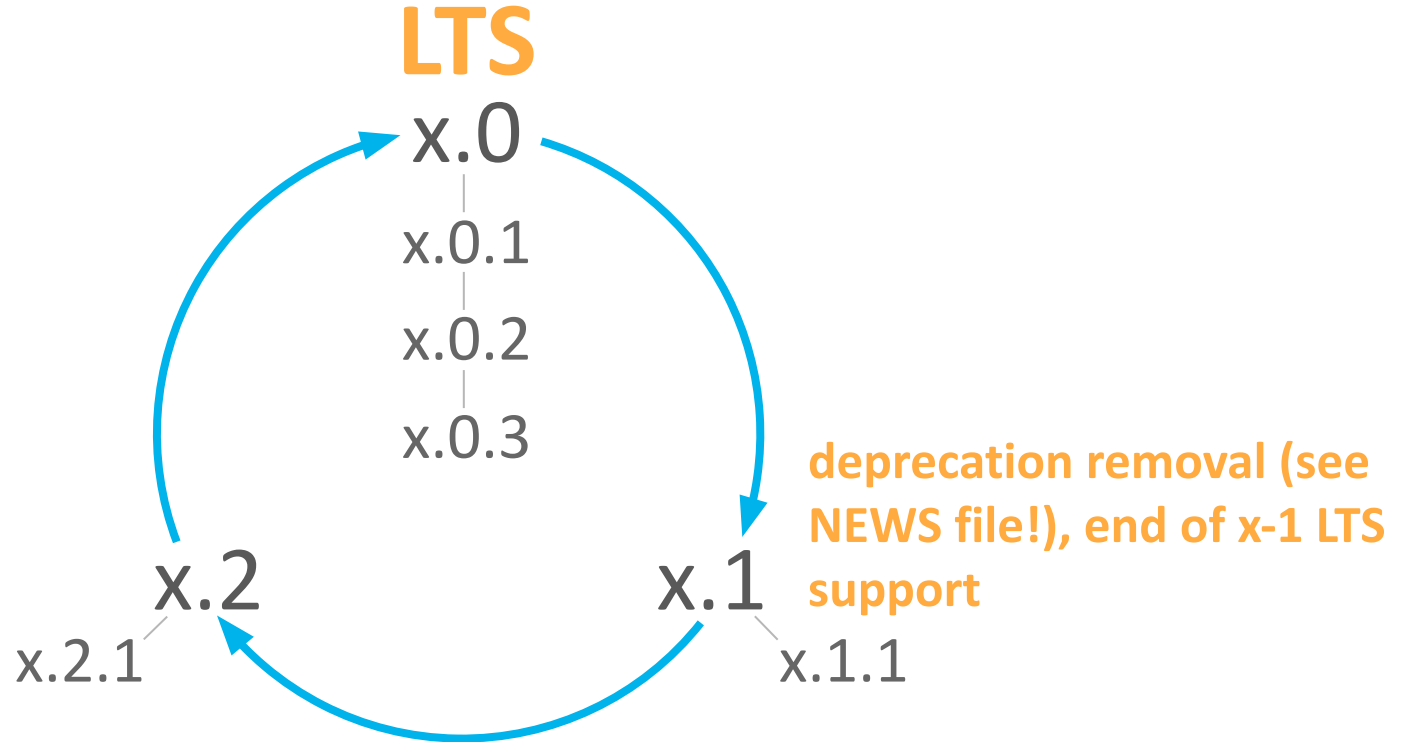 LTS
x.0
x.0.1
x.0.2
x.0.3
deprecation removal (see
NEWS file!), end of x-1 LTS
support
x.2
x.1
x.2.1
x.1.1